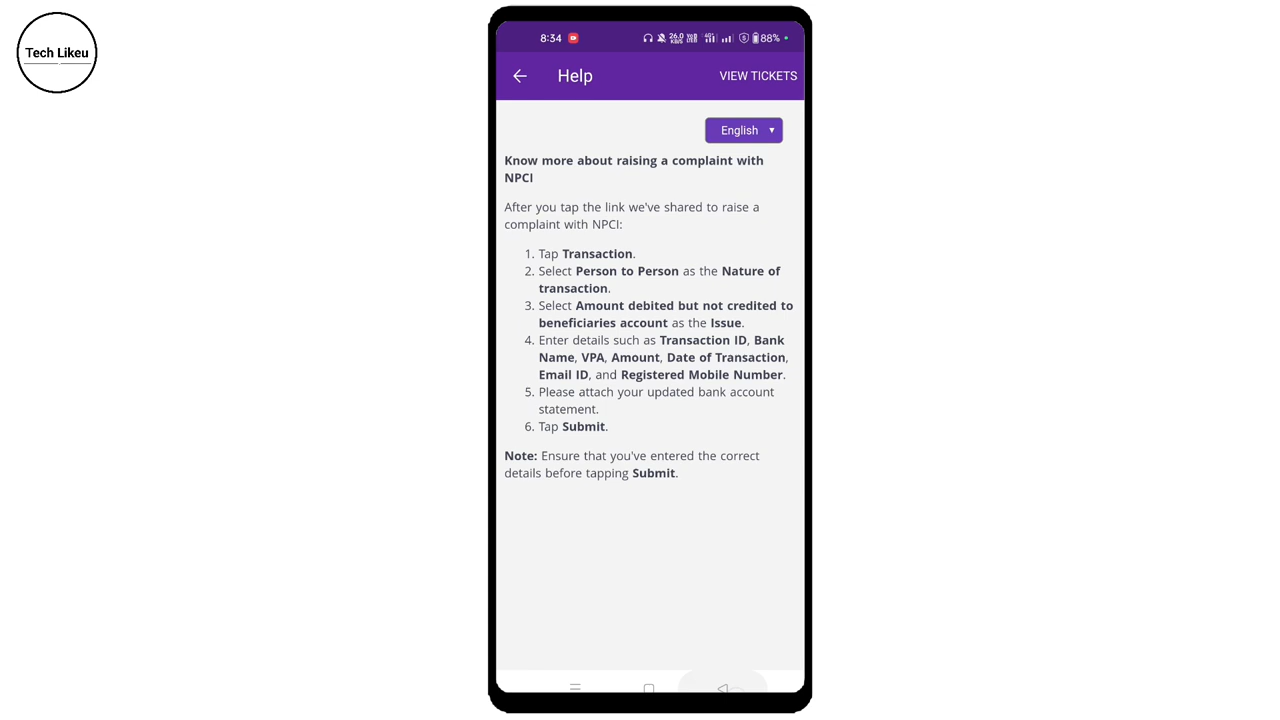 Tech Likeu
8:34
88%
Help
VIEW TICKETS
English
Know more about raising a complaint with
NPCI
After you tap the link we've shared to raise a
complaint with NPCI:
1. Tap Transaction.
2. Select Person to Person as the Nature of
transaction.
3. Select Amount debited but not credited to
beneficiaries account as the Issue.
4. Enter details such as Transaction ID, Bank
Name, VPA, Amount, Date of Transaction,
Email ID, and Registered Mobile Number.
5. Please attach your updated bank account
statement.
6. Tap Submit.
Note: Ensure that you've entered the correct
details before tapping Submit.